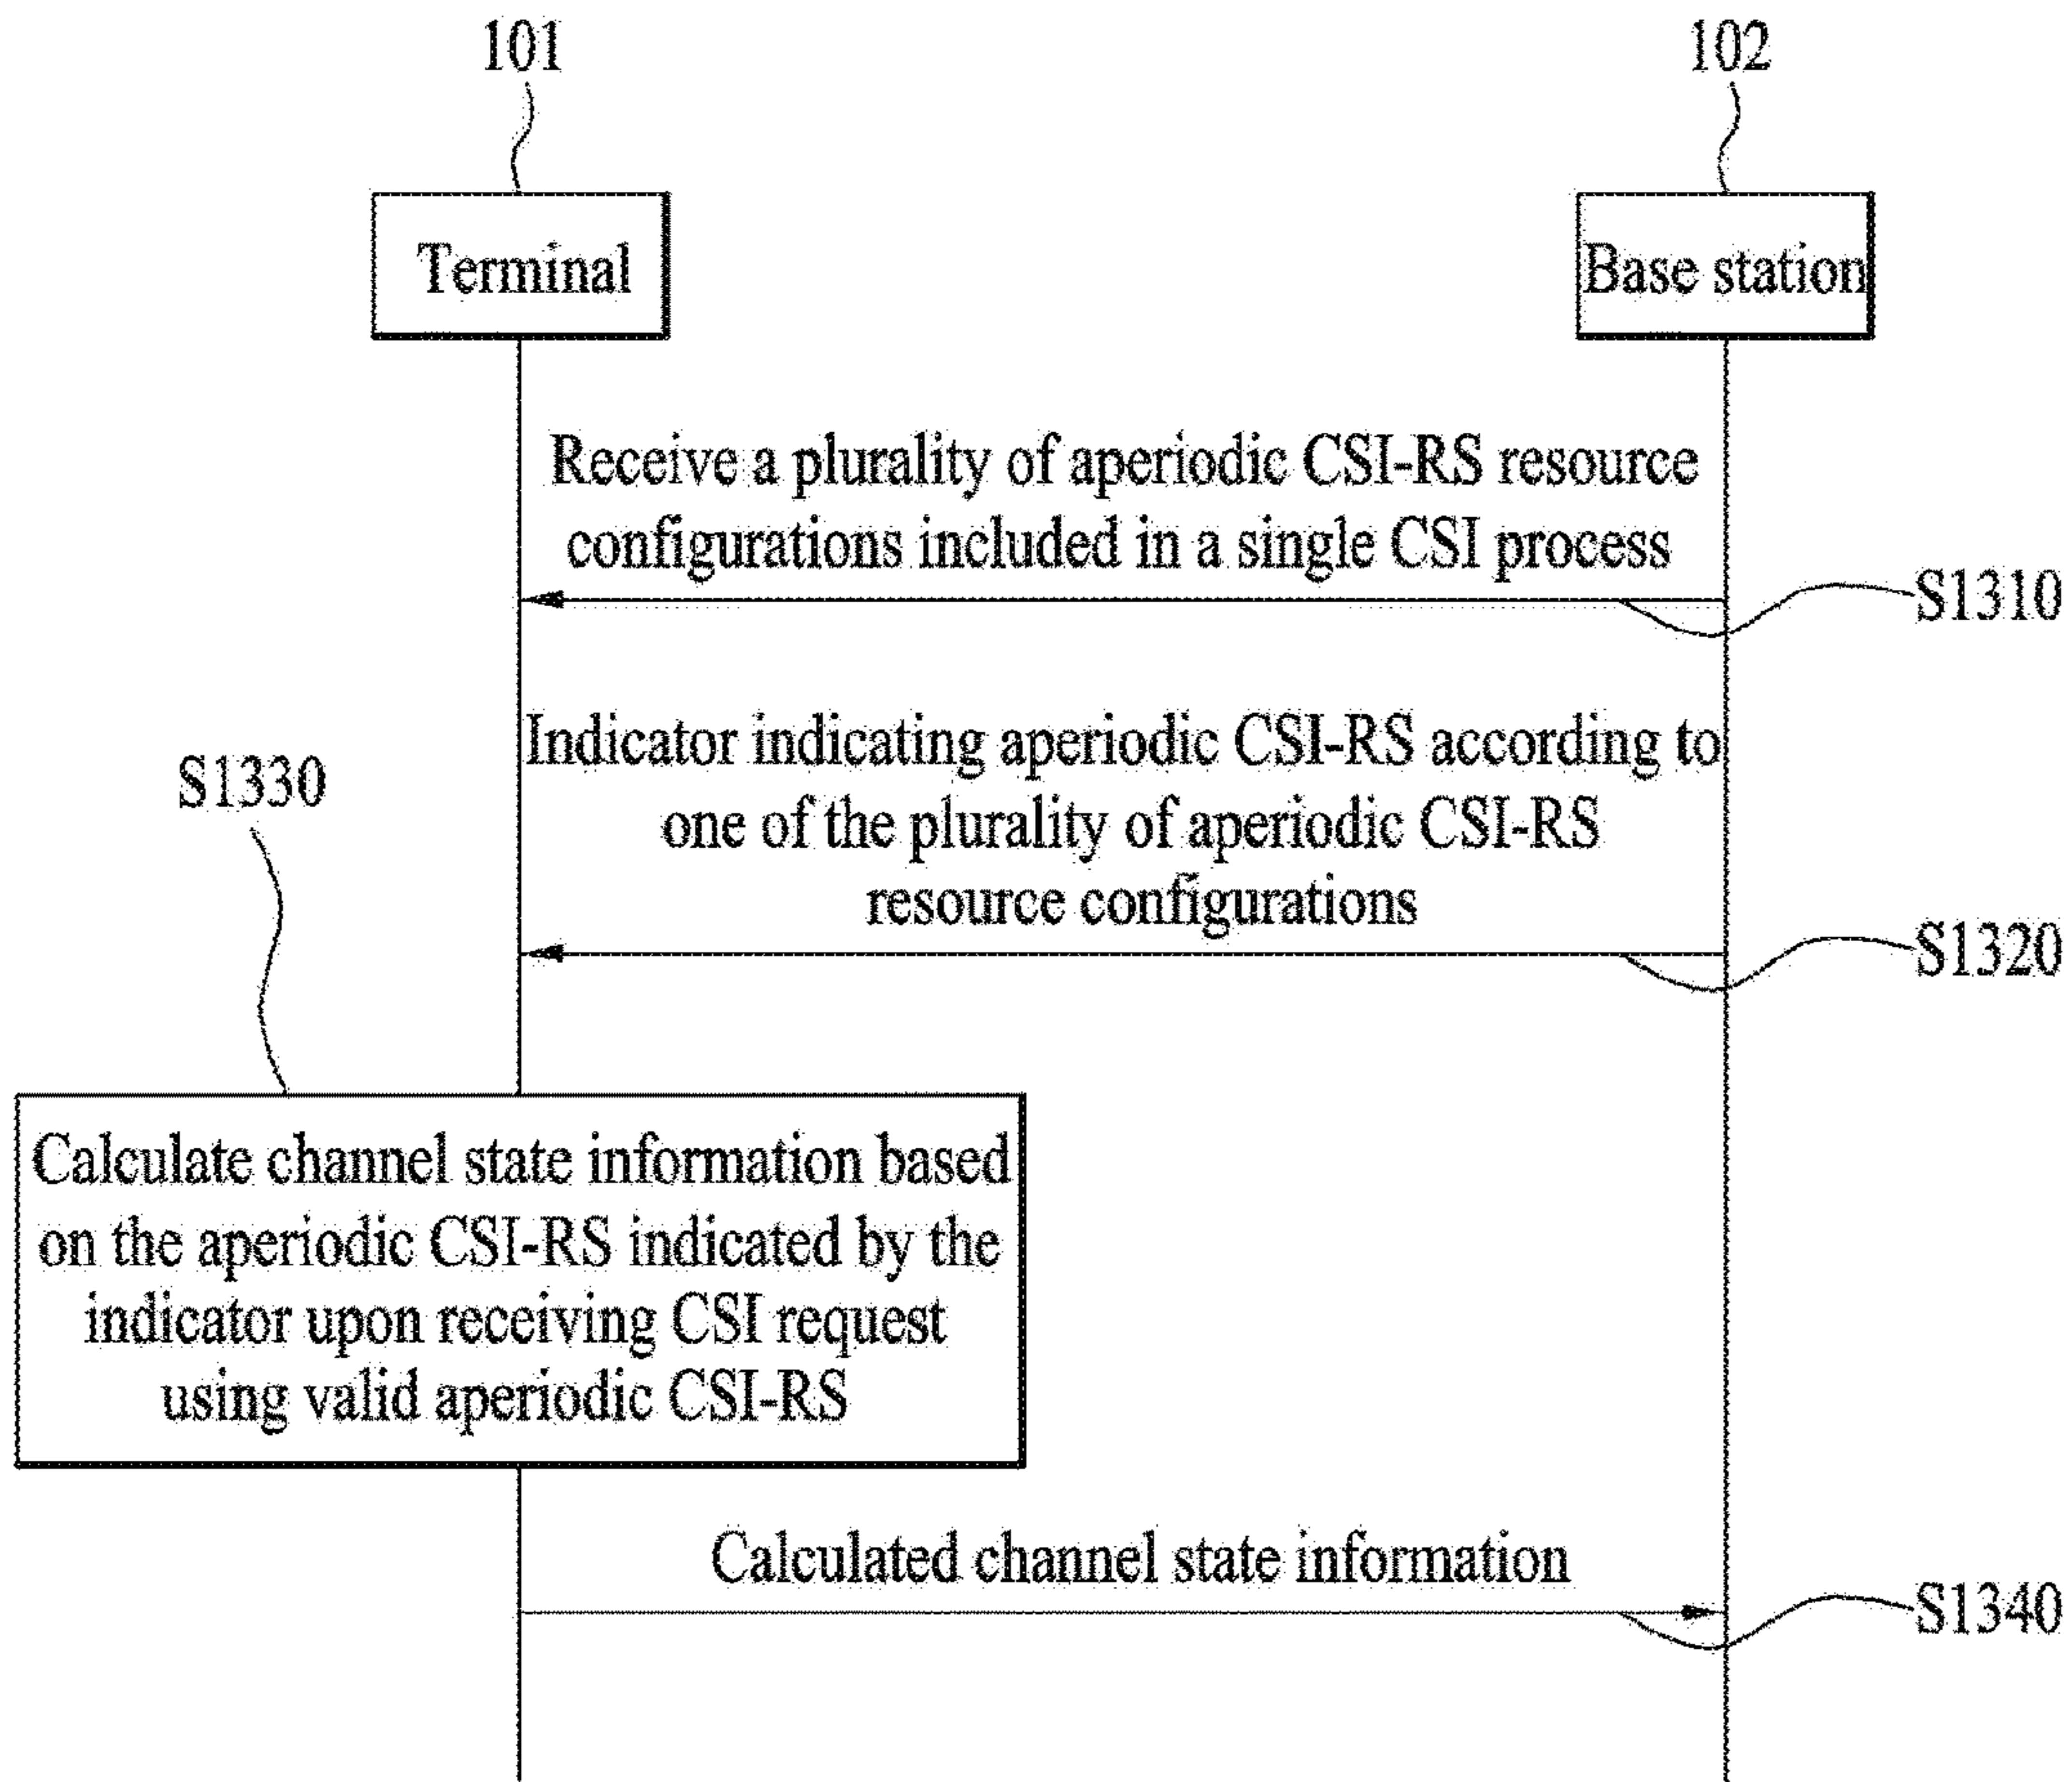 101
102
Terminal
Base station
Receive a plurality of aperiodic CSI-RS resource
configurations included in a single CSI process
S1310
Indicator indicating aperiodic CSI-RS according to
one of the plurality of aperiodic CSI-RS
resource configurations
S1320
S1330
Calculate channel state information based
on the aperiodic CSI-RS indicated by the
indicator upon receiving CSI request
using valid aperiodic CSI-RS
Calculated channel state information
S1340